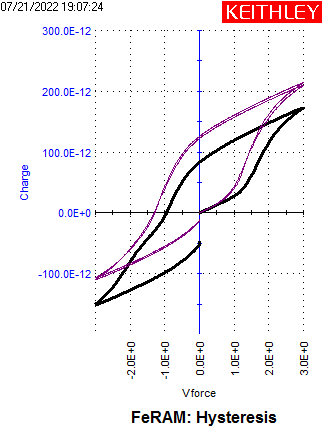 07/21/2022 19:07:24
KEITHLEY
300.0E-12
200.0E-12
100.0E-12
0.0E+0
-100.0E-12
Charge
-2.0E+0
-1.0E+0
0.0E+0
1.0E+0
2.0E+0
3.0E+0
Vforce
FeRAM: Hysteresis